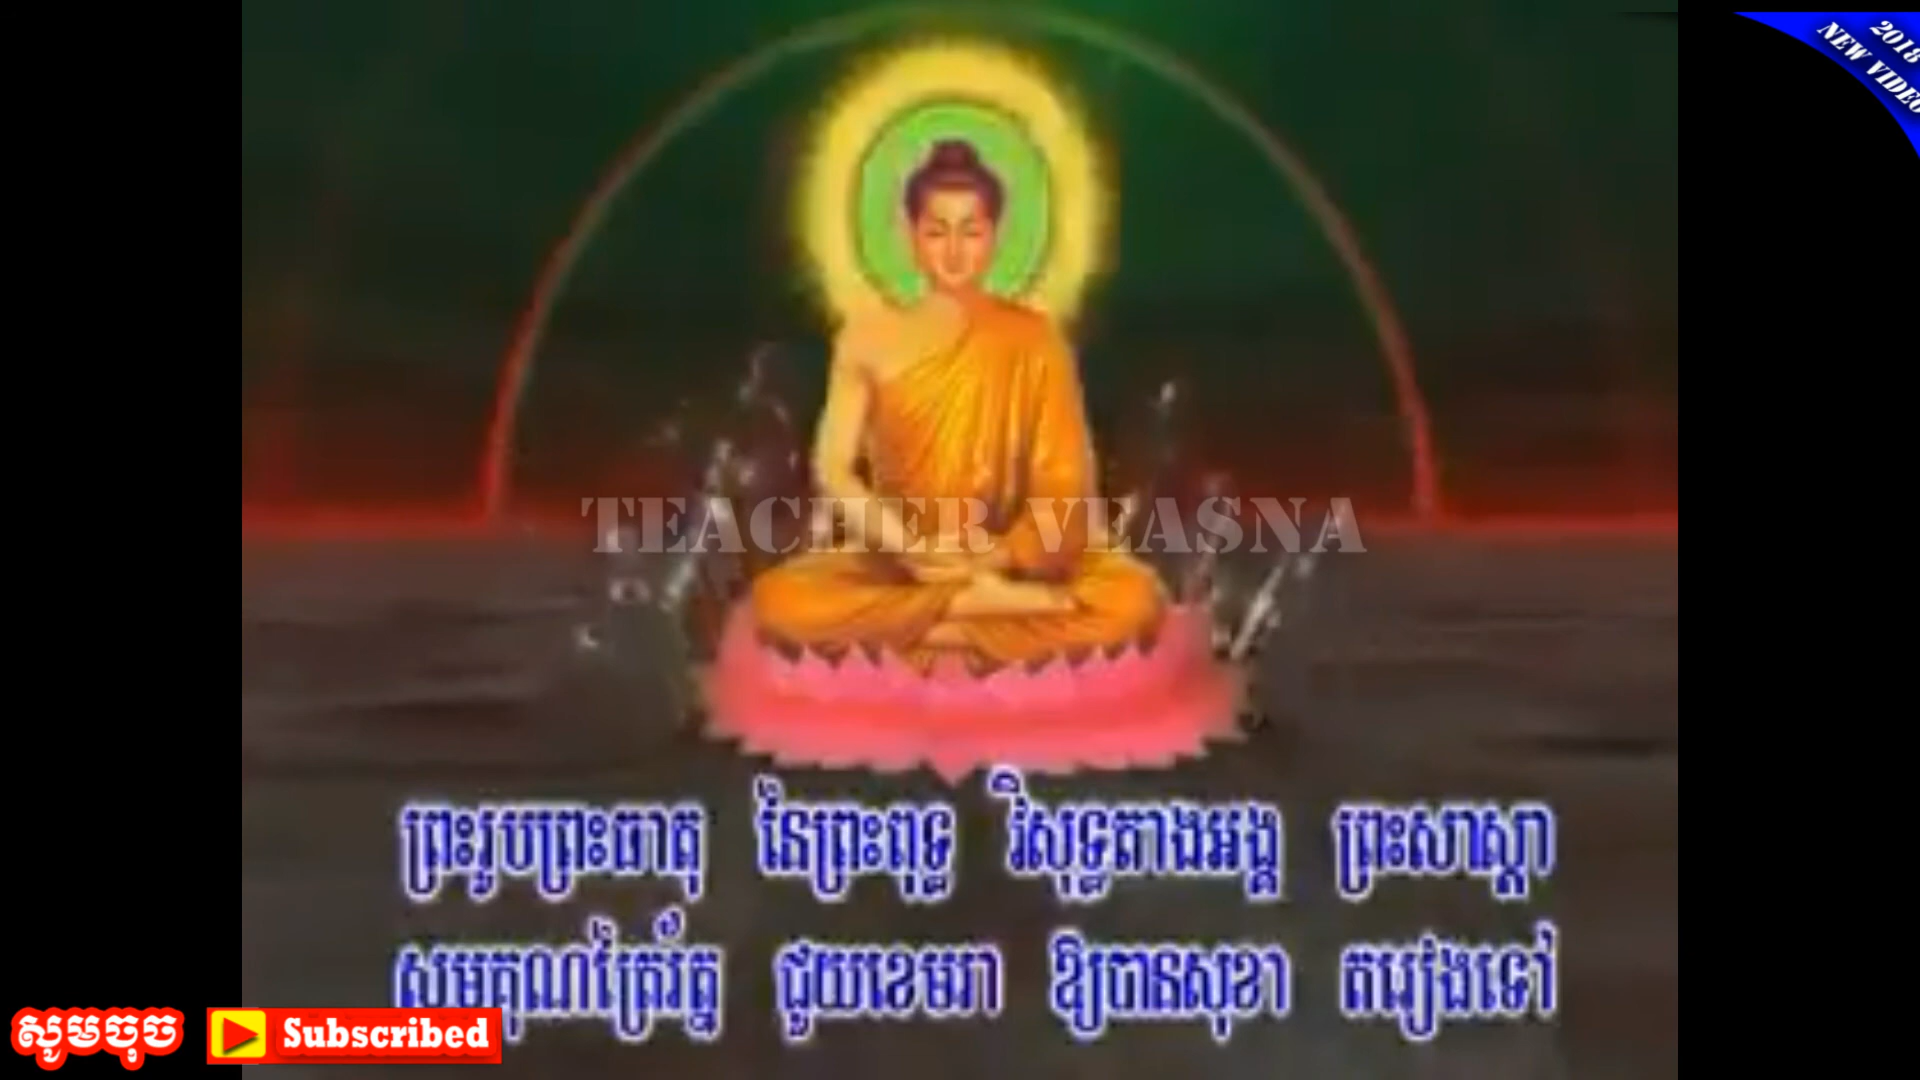 2018
NEW VIDEO
TEACHER VEASNA
ព្រះរូបព្រះធាតុ នៃព្រះពុទ្ធ វិសុទ្ធតាងអង្គ ព្រះសាស្តា
សូមគុណត្រៃរ័ត្ន ជួយខេមរា ឱ្យបានសុខា តរៀងទៅ
សូមចុច
Subscribed